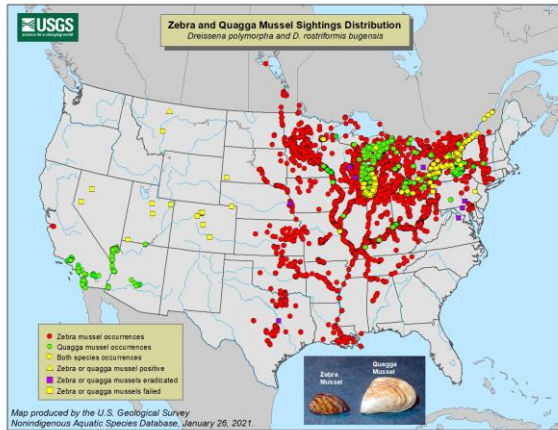 USGS
science for a changing world
Zebra and Quagga Mussel Sightings Distribution
Dreissena polymorpha and D. rostriformis bugensis
Zebra mussel occurrences
Quagga mussel occurrences
Both species occurrences
Zebra or quagga mussel positive
Zebra or quagga mussels eradicated
Zebra or quagga mussels failed
Zebra
Mussel
Quagga
Mussel
Map produced by the U.S. Geological Survey
Nonindigenous Aquatic Species Database, January 26, 2021.